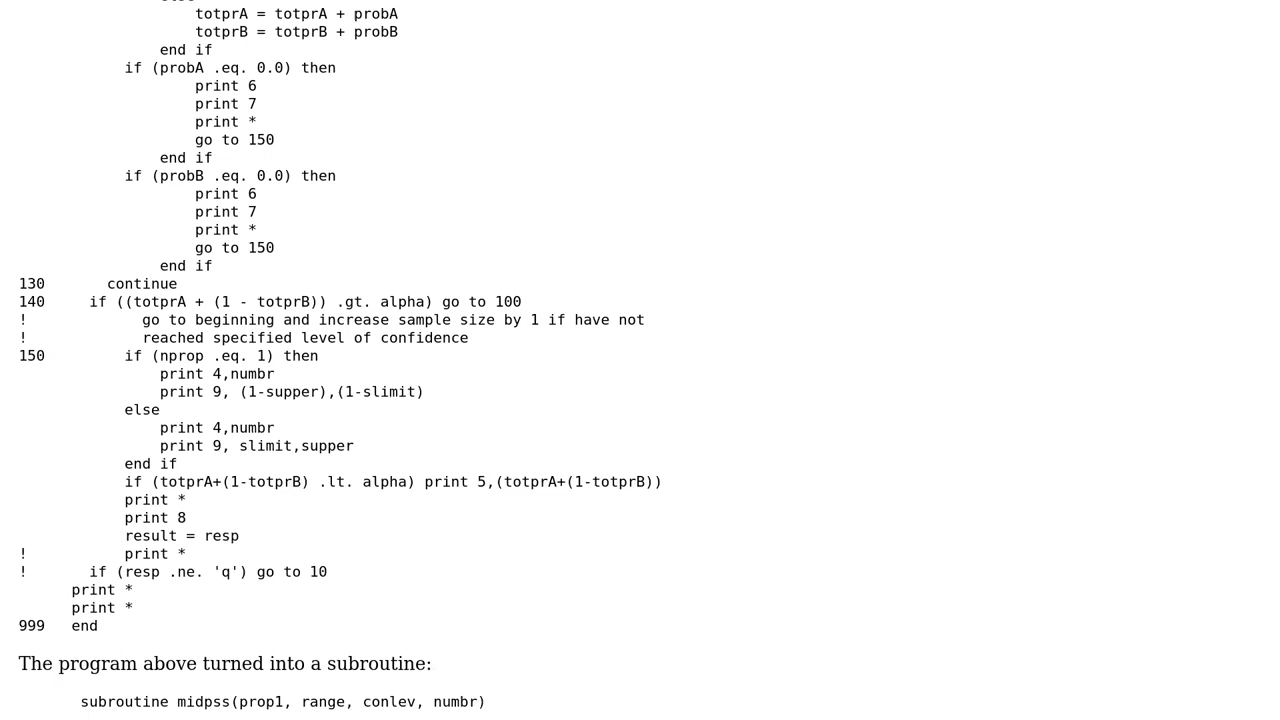 totprA = totprA + probA
totprB = totprB + probB
end if
if (probA .eq. 0.0) then
print 6
print 7
print *
go to 150
end if
if (probB .eq. 0.0) then
print 6
print 7
print *
go to 150
end if
130 continue
140 if ((totprA + (1 - totprB)) .gt. alpha) go to 100
! go to beginning and increase sample size by 1 if have not
! reached specified level of confidence
150 if (nprop .eq. 1) then
print 4,numbr
print 9, (1-supper),(1-slimit)
else
print 4,numbr
print 9, slimit,supper
end if
if (totprA+(1-totprB) .lt. alpha) print 5,(totprA+(1-totprB))
print *
print 8
result = resp
! print *
! if (resp .ne. 'q') go to 10
print *
print *
999 end
The program above turned into a subroutine:
subroutine midpss(prop1, range, conlev, numbr)